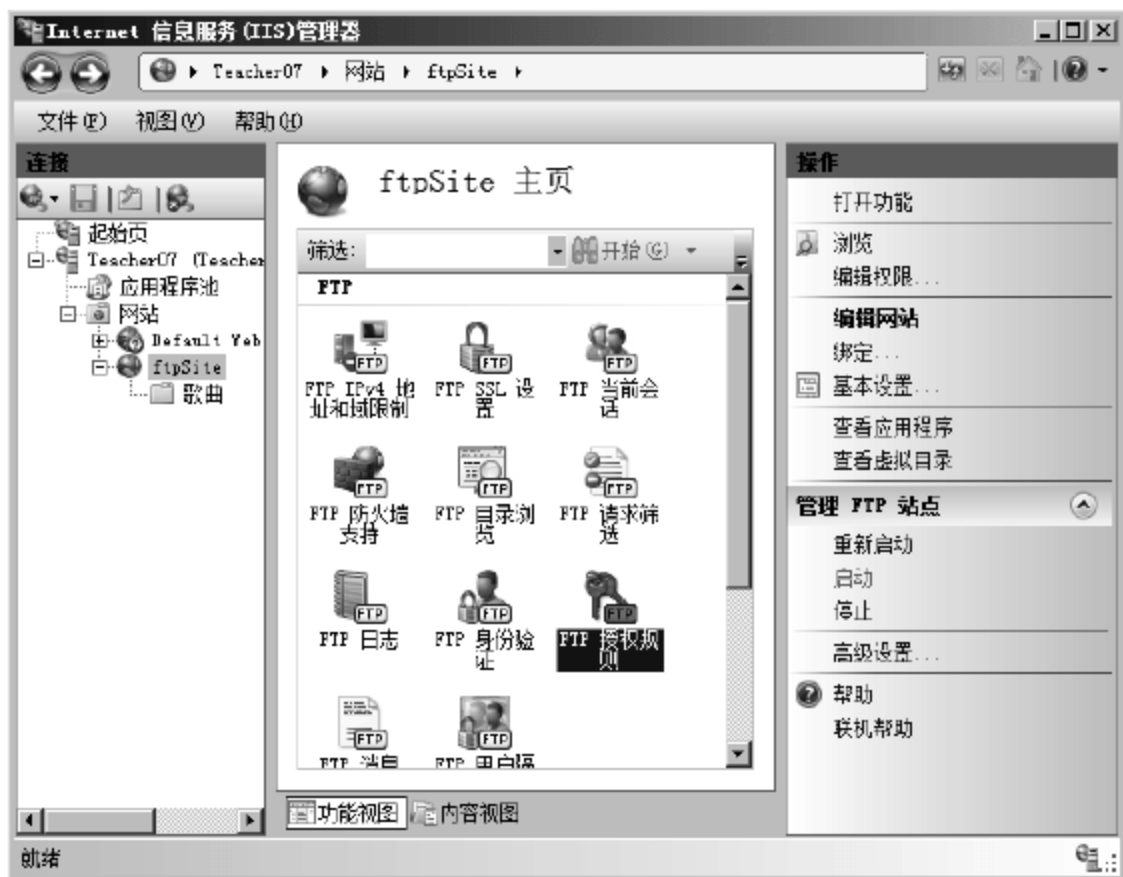 Internet 信息服务(IIS)管理器
Teacher07 网站 ftpSite
文件(F) 视图(V) 帮助(H)
连接
起始页
Teacher07 (Teacher
应用程序池
网站
Default Web
ftpSite
歌曲
ftpSite 主页
筛选:
开始(G)
FTP
FTP IPv4 地
址和域限制
FTP SSL 设
置
FTP 当前会
话
FTP 防火墙
支持
FTP 目录浏
览
FTP 请求筛
选
FTP 日志
FTP 身份验
证
FTP 授权规
则
FTP 消息
FTP 用户隔
功能视图
内容视图
操作
打开功能
浏览
编辑权限...
编辑网站
绑定...
基本设置...
查看应用程序
查看虚拟目录
管理 FTP 站点
重新启动
启动
停止
高级设置...
帮助
联机帮助
就绪